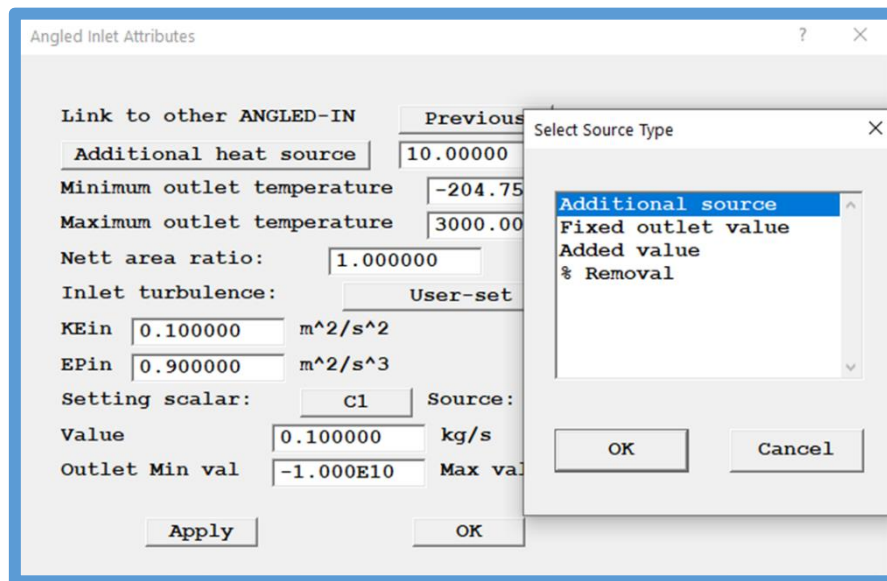 Angled Inlet Attributes ?
Link to other ANGLED-IN Previous
Additional heat source 10.00000
Minimum outlet temperature -204.75
Maximum outlet temperature 3000.00
Nett area ratio: 1.000000
Inlet turbulence: User-set
KEin 0.100000 m^2/s^2
EPin 0.900000 m^2/s^3
Setting scalar: C1 Source:
Value 0.100000 kg/s
Outlet Min val -1.000E10 Max val
Apply OK
Select Source Type
Additional source
Fixed outlet value
Added value
% Removal
OK Cancel